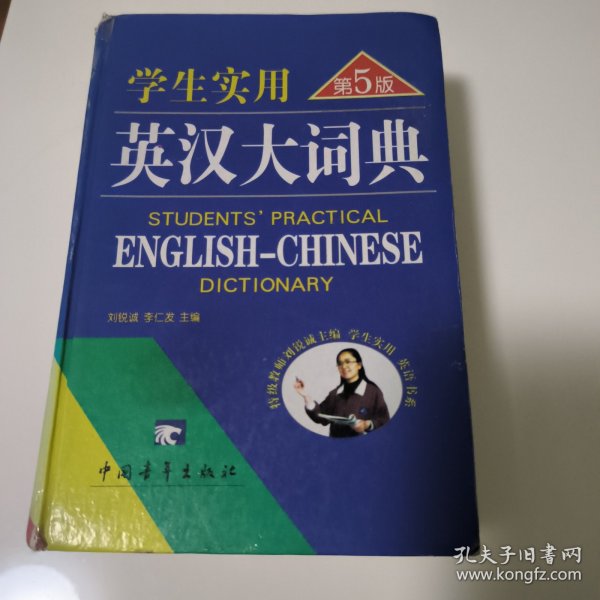 学生实用
第5版
英汉大词典
STUDENTS' PRACTICAL
ENGLISH-CHINESE
DICTIONARY
刘锐诚 李仁发 主编
特级教师刘锐诚主编 学生实用 英语书系
中国青年出版社
孔夫子旧书网
www.kongfz.com